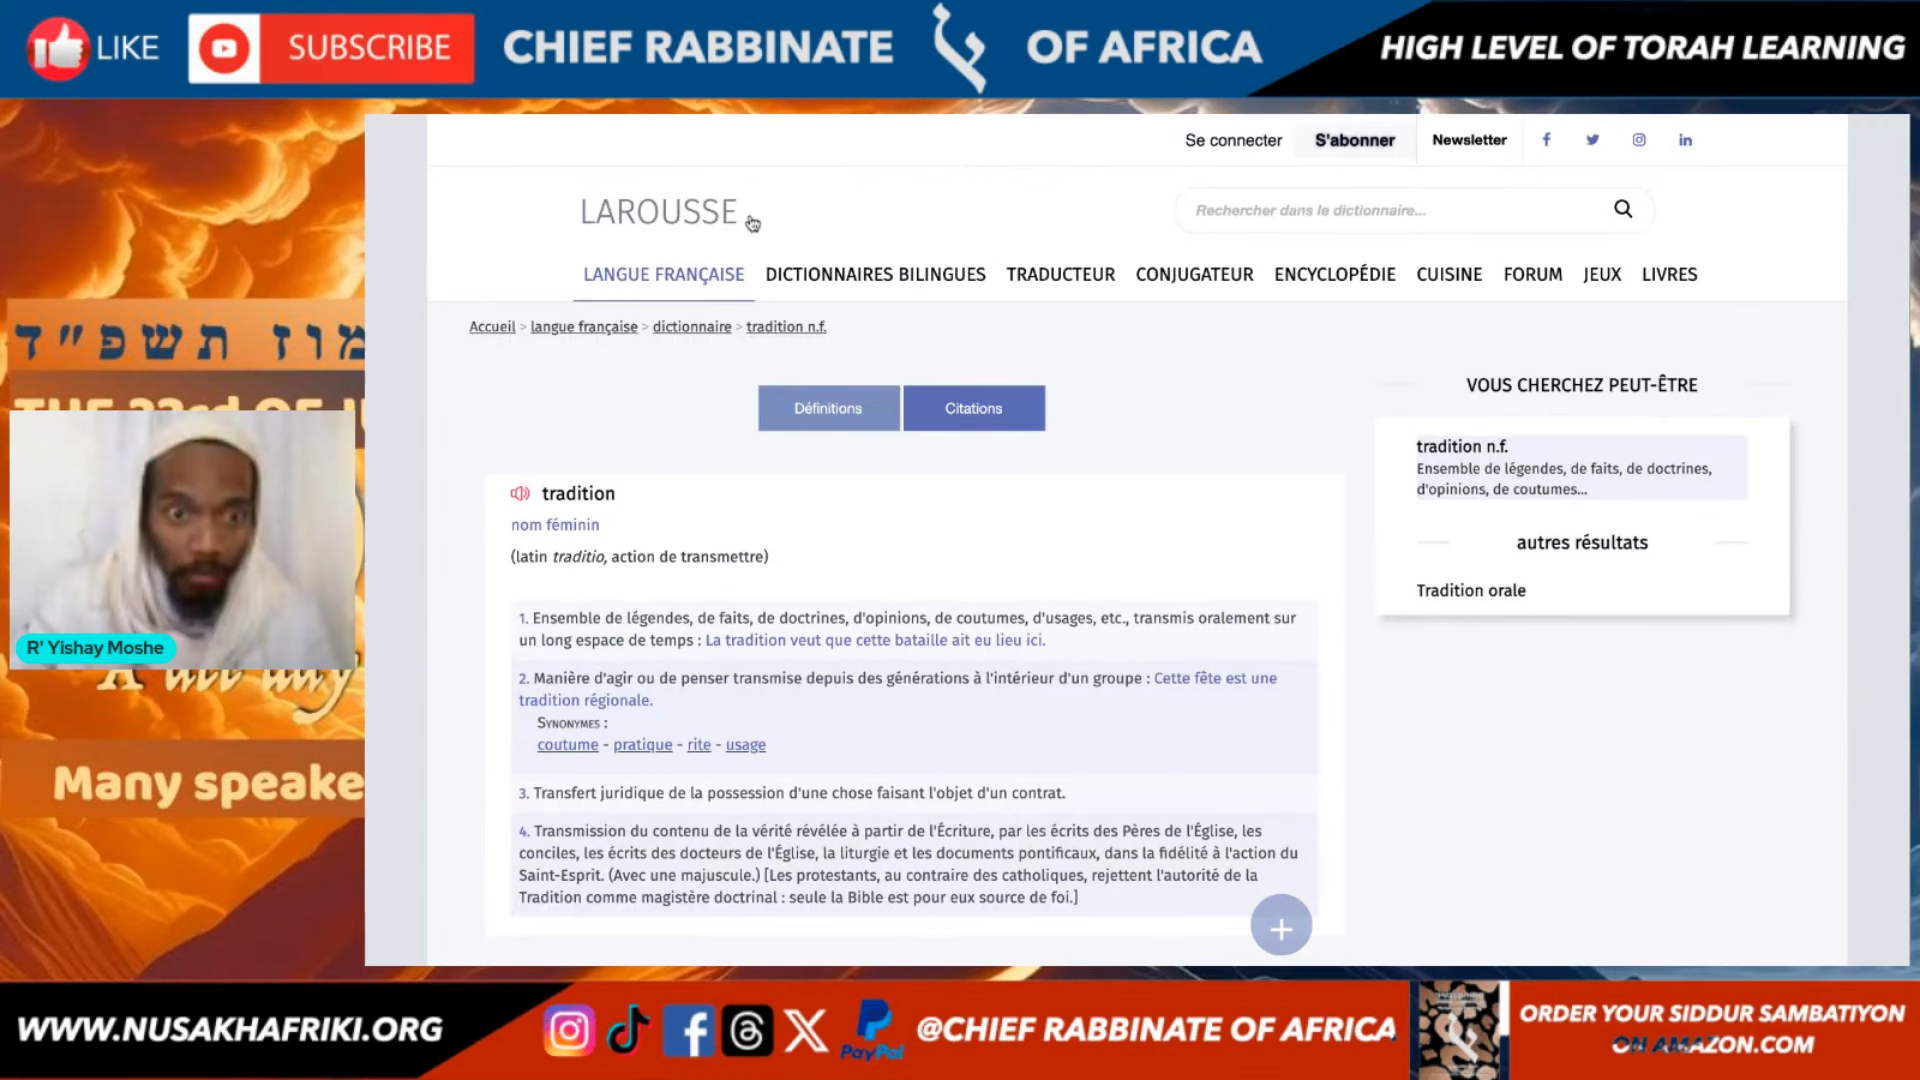 LIKE
SUBSCRIBE
CHIEF RABBINATE OF AFRICA
HIGH LEVEL OF TORAH LEARNING
Se connecter
S'abonner
Newsletter
LAROUSSE
Rechercher dans le dictionnaire...
LANGUE FRANÇAISE DICTIONNAIRES BILINGUES TRADUCTEUR CONJUGATEUR ENCYCLOPÉDIE CUISINE FORUM JEUX LIVRES
Accueil > langue française > dictionnaire > tradition n.f.
Définitions
Citations
tradition
nom féminin
(latin traditio, action de transmettre)
1. Ensemble de légendes, de faits, de doctrines, d'opinions, de coutumes, d'usages, etc., transmis oralement sur
un long espace de temps : La tradition veut que cette bataille ait eu lieu ici.
2. Manière d'agir ou de penser transmise depuis des générations à l'intérieur d'un groupe : Cette fête est une
tradition régionale.
SYNONYMES :
coutume - pratique - rite - usage
3. Transfert juridique de la possession d'une chose faisant l'objet d'un contrat.
4. Transmission du contenu de la vérité révélée à partir de l'Écriture, par les écrits des Pères de l'Église, les
conciles, les écrits des docteurs de l'Église, la liturgie et les documents pontificaux, dans la fidélité à l'action du
Saint-Esprit. (Avec une majuscule.) [Les protestants, au contraire des catholiques, rejettent l'autorité de la
Tradition comme magistère doctrinal : seule la Bible est pour eux source de foi.]
VOUS CHERCHEZ PEUT-ÊTRE
tradition n.f.
Ensemble de légendes, de faits, de doctrines,
d'opinions, de coutumes...
autres résultats
Tradition orale
מוז תשפ"ד
THE 23rd OF
R' Yishay Moshe
Many speake
WWW.NUSAKHAFRIKI.ORG
PayPal
@CHIEF RABBINATE OF AFRICA
ORDER YOUR SIDDUR SAMBATIYON
ON AMAZON.COM